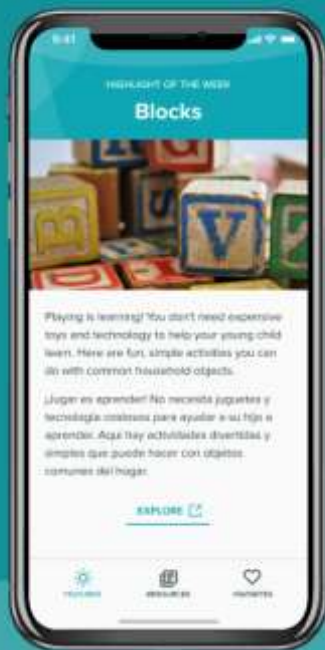 9:41
HIGHLIGHT OF THE WEEK
Blocks
B
V
Z
D
Playing is learning! You don't need expensive
toys and technology to help your young child
learn. Here are fun, simple activities you can
do with common household objects.
¡Jugar es aprender! No necesita juguetes y
tecnología costosos para ayudar a su hijo a
aprender. Aquí hay actividades divertidas y
simples que puede hacer con objetos
comunes del hogar.
EXPLORE
FEATURED
RESOURCES
FAVORITES